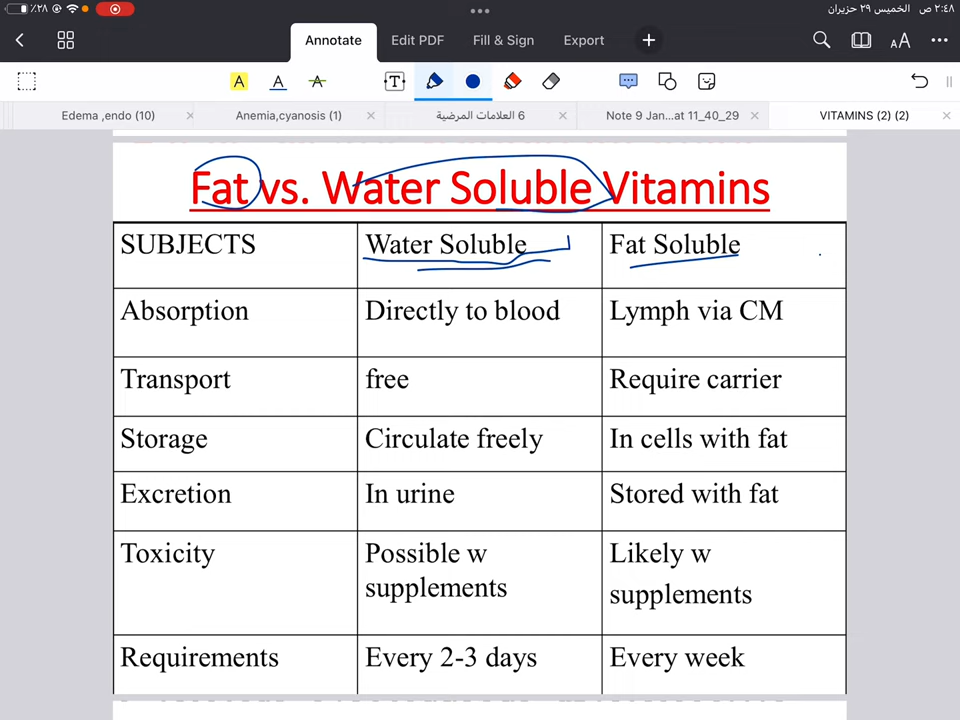 ٪٢٨ ٢:٤٨ ص الخميس ٢٩ حزيران
Annotate Edit PDF Fill & Sign Export + AA
A A A T
Edema ,endo (10) × Anemia,cyanosis (1) × 6 العلامات المرضية × Note 9 Jan...at 11_40_29 × VITAMINS (2) (2) ×
Fat vs. Water Soluble Vitamins
SUBJECTS Water Soluble Fat Soluble
Absorption Directly to blood Lymph via CM
Transport free Require carrier
Storage Circulate freely In cells with fat
Excretion In urine Stored with fat
Toxicity Possible w Likely w
supplements supplements
Requirements Every 2-3 days Every week